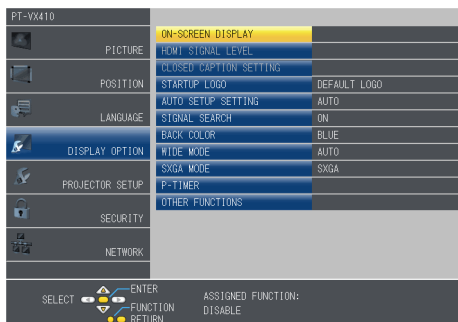 PT-VX410
PICTURE
POSITION
LANGUAGE
DISPLAY OPTION
PROJECTOR SETUP
SECURITY
NETWORK
ON-SCREEN DISPLAY
HDMI SIGNAL LEVEL
CLOSED CAPTION SETTING
STARTUP LOGO DEFAULT LOGO
AUTO SETUP SETTING AUTO
SIGNAL SEARCH ON
BACK COLOR BLUE
WIDE MODE AUTO
SXGA MODE SXGA
P-TIMER
OTHER FUNCTIONS
SELECT
ENTER
FUNCTION
RETURN
ASSIGNED FUNCTION:
DISABLE